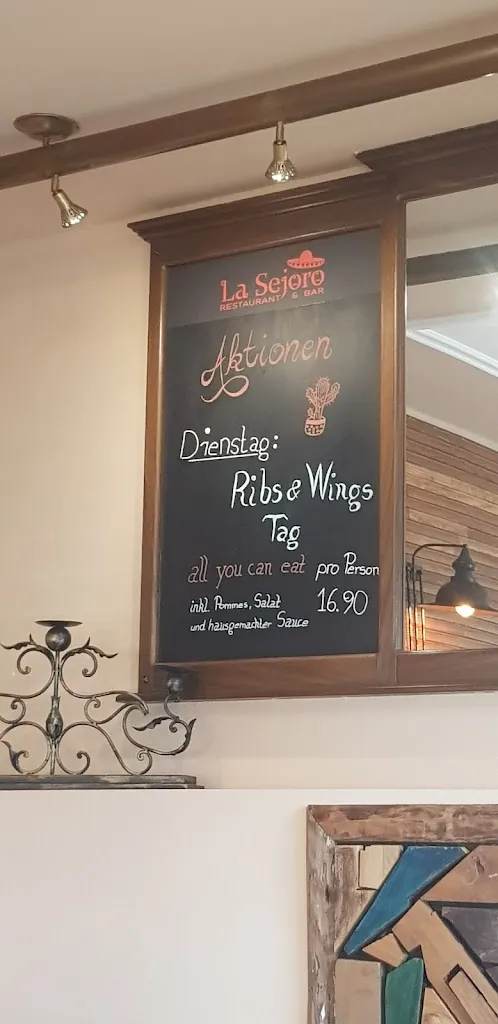 La Sejoro
RESTAURANT & BAR
Aktionen
Dienstag:
Ribs & Wings
Tag
all you can eat pro Person
inkl. Pommes, Salat 16.90
und hausgemachter Sauce